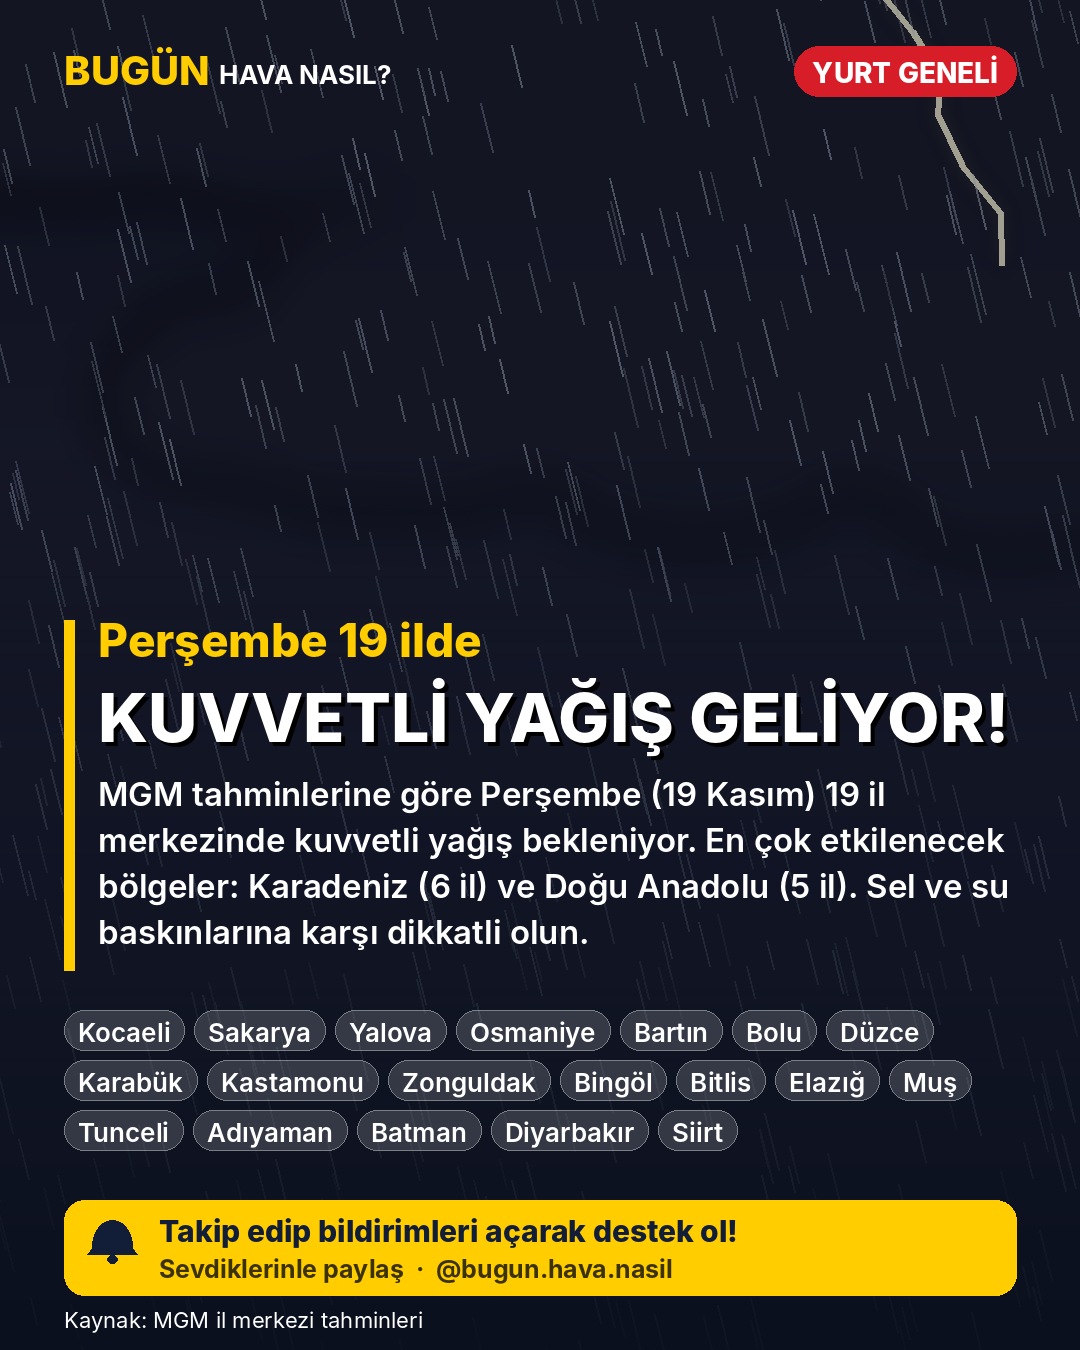 BUGÜN HAVA NASIL?
YURT GENELİ
Perşembe 19 ilde
KUVVETLİ YAĞIŞ GELİYOR!
MGM tahminlerine göre Perşembe (19 Kasım) 19 il
merkezinde kuvvetli yağış bekleniyor. En çok etkilenecek
bölgeler: Karadeniz (6 il) ve Doğu Anadolu (5 il). Sel ve su
baskınlarına karşı dikkatli olun.
Kocaeli Sakarya Yalova Osmaniye Bartın Bolu Düzce
Karabük Kastamonu Zonguldak Bingöl Bitlis Elazığ Muş
Tunceli Adıyaman Batman Diyarbakır Siirt
Takip edip bildirimleri açarak destek ol!
Sevdiklerinle paylaş · @bugun.hava.nasil
Kaynak: MGM il merkezi tahminleri